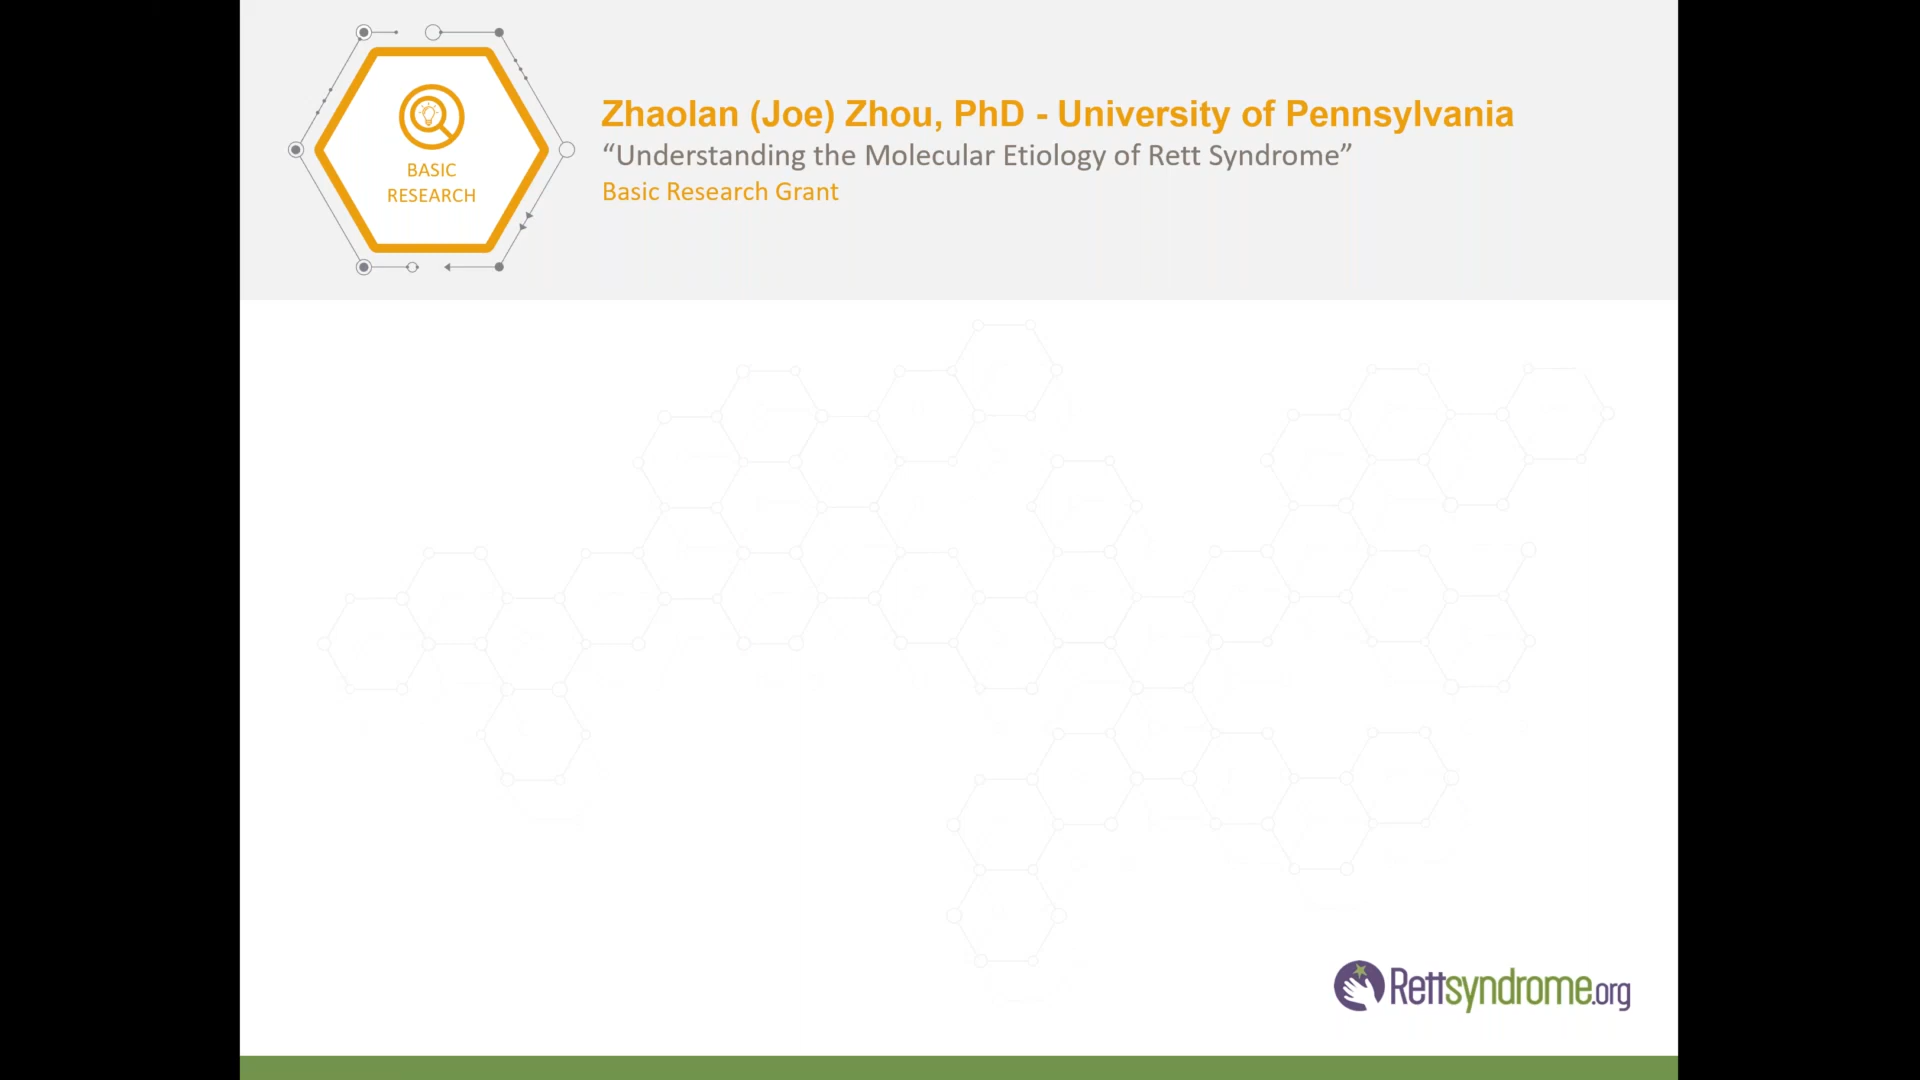 BASIC
RESEARCH
Zhaolan (Joe) Zhou, PhD - University of Pennsylvania
“Understanding the Molecular Etiology of Rett Syndrome”
Basic Research Grant
Rettsyndrome.org